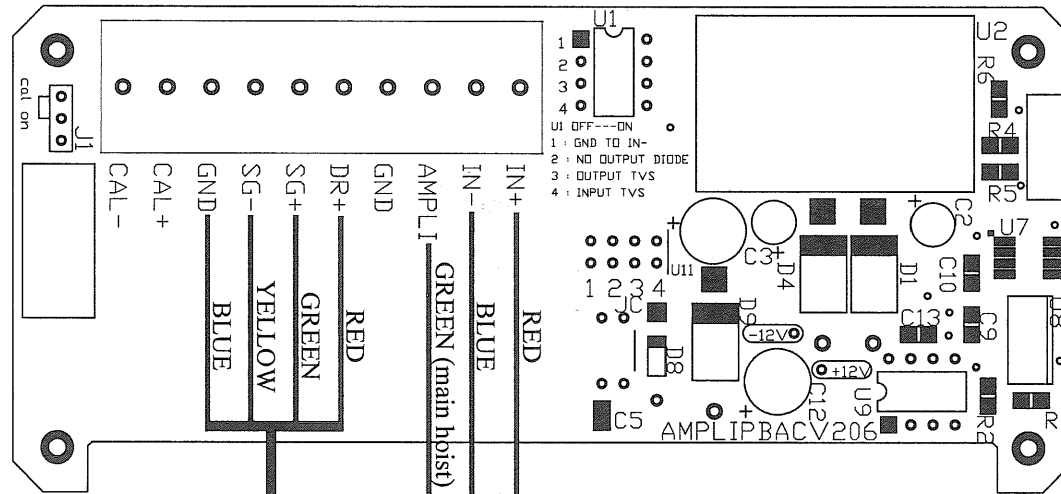 U1
U2
R6
1
2
3
4
cal on
J1
U1 OFF---ON
1 : GND TO IN-
2 : NO OUTPUT DIODE
3 : OUTPUT TVS
4 : INPUT TVS
R4
R5
CAL-
CAL+
GND
SG-
SG+
DR+
GND
AMPLI
IN-
IN+
C2
U7
+
C3
+
+
U11
D4
D1
C10
1 2 3 4
JC
BLUE
YELLOW
GREEN
RED
GREEN (main hoist)
BLUE
RED
D9
-12V
C13
C9
U8
D8
+12V
U9
C5
+
C12
R2
R
AMPLIPBACV206